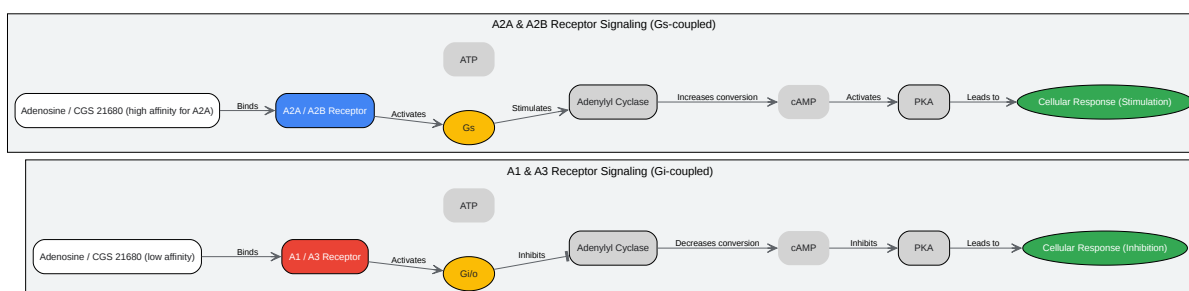 A2A & A2B Receptor Signaling (Gs-coupled)
ATP
Adenosine / CGS 21680 (high affinity for A2A)
Binds
A2A / A2B Receptor
Activates
Gs
Stimulates
Adenylyl Cyclase
Increases conversion
cAMP
Activates
PKA
Leads to
Cellular Response (Stimulation)
A1 & A3 Receptor Signaling (Gi-coupled)
ATP
Adenosine / CGS 21680 (low affinity)
Binds
A1 / A3 Receptor
Activates
Gi/o
Inhibits
Adenylyl Cyclase
Decreases conversion
cAMP
Inhibits
PKA
Leads to
Cellular Response (Inhibition)